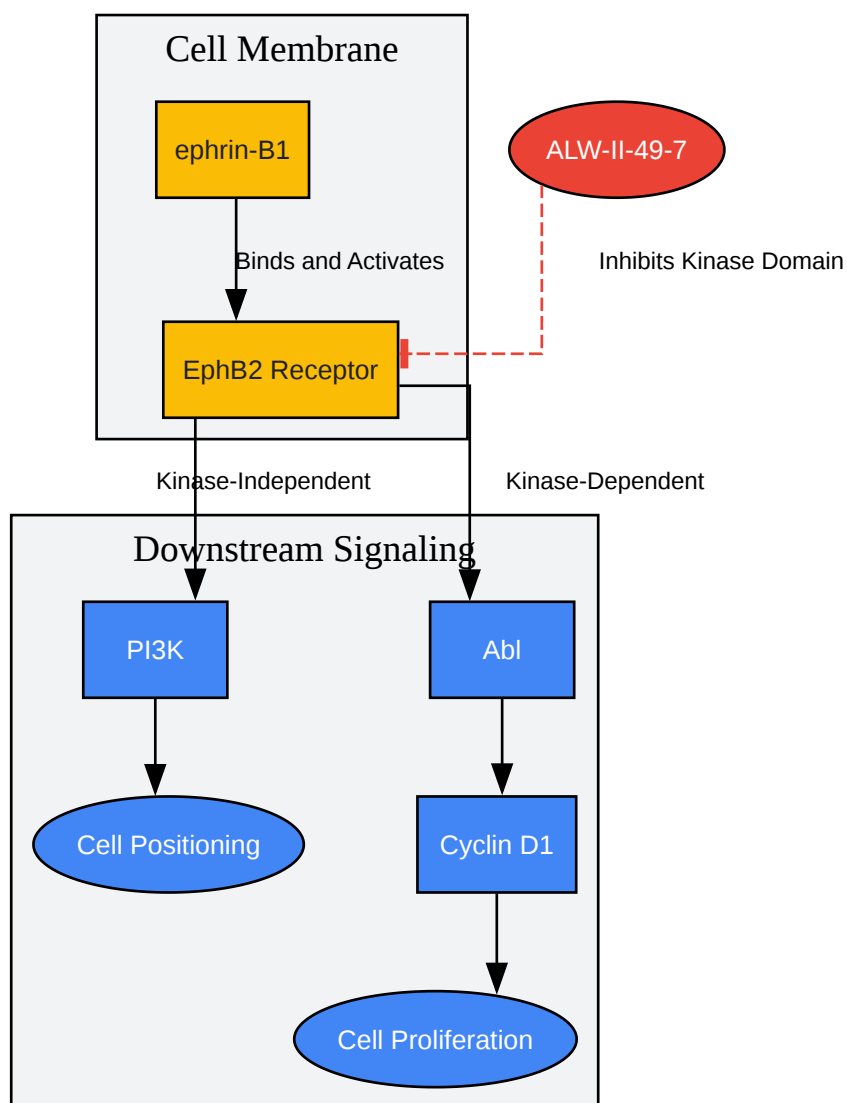 Cell Membrane
ephrin-B1
ALW-II-49-7
Binds and Activates
Inhibits Kinase Domain
EphB2 Receptor
Kinase-Independent
Kinase-Dependent
Downstream Signaling
PI3K
Abl
Cell Positioning
Cyclin D1
Cell Proliferation